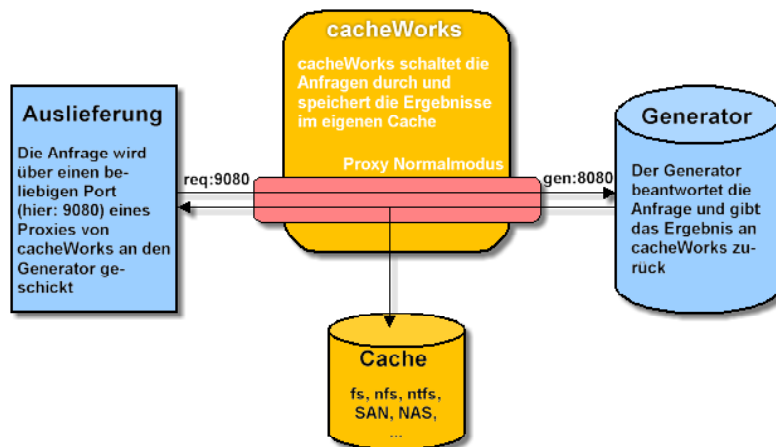 cacheWorks
cacheWorks schaltet die
Anfragen durch und
speichert die Ergebnisse
im eigenen Cache
Proxy Normalmodus
Auslieferung
Die Anfrage wird
über einen be-
liebigen Port
(hier: 9080) eines
Proxies von
cacheWorks an den
Generator ge-
schickt
req:9080
gen:8080
Generator
Der Generator
beantwortet die
Anfrage und gibt
das Ergebnis an
cacheWorks zu-
rück
Cache
fs, nfs, ntfs,
SAN, NAS,
...